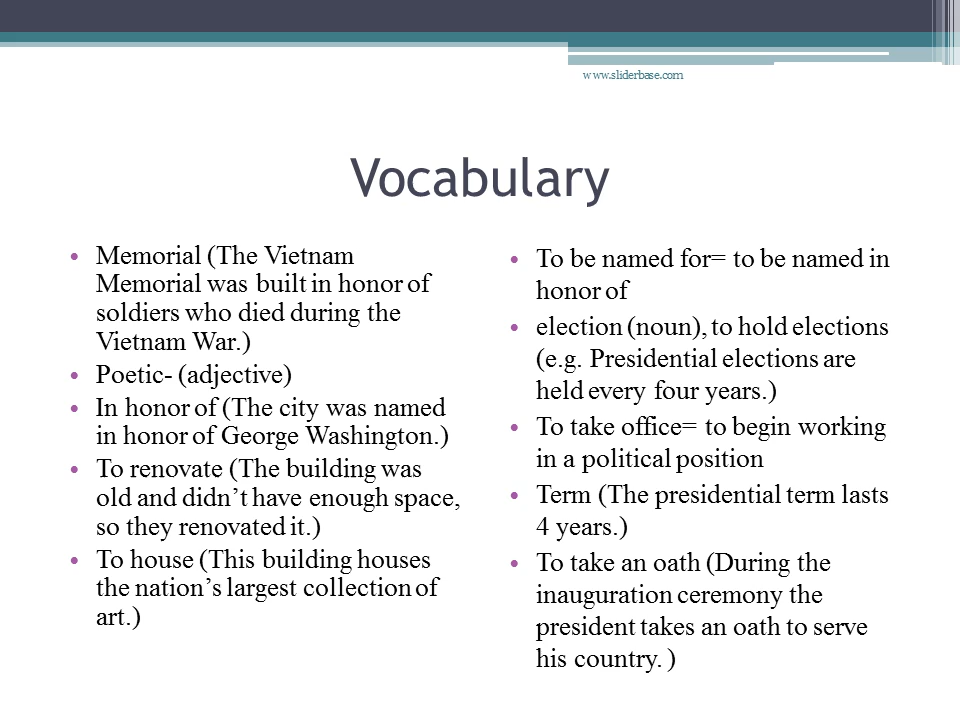 www.sliderbase.com
Vocabulary
• Memorial (The Vietnam
Memorial was built in honor of
soldiers who died during the
Vietnam War.)
• Poetic- (adjective)
• In honor of (The city was named
in honor of George Washington.)
• To renovate (The building was
old and didn’t have enough space,
so they renovated it.)
• To house (This building houses
the nation’s largest collection of
art.)
• To be named for= to be named in
honor of
• election (noun), to hold elections
(e.g. Presidential elections are
held every four years.)
• To take office= to begin working
in a political position
• Term (The presidential term lasts
4 years.)
• To take an oath (During the
inauguration ceremony the
president takes an oath to serve
his country. )